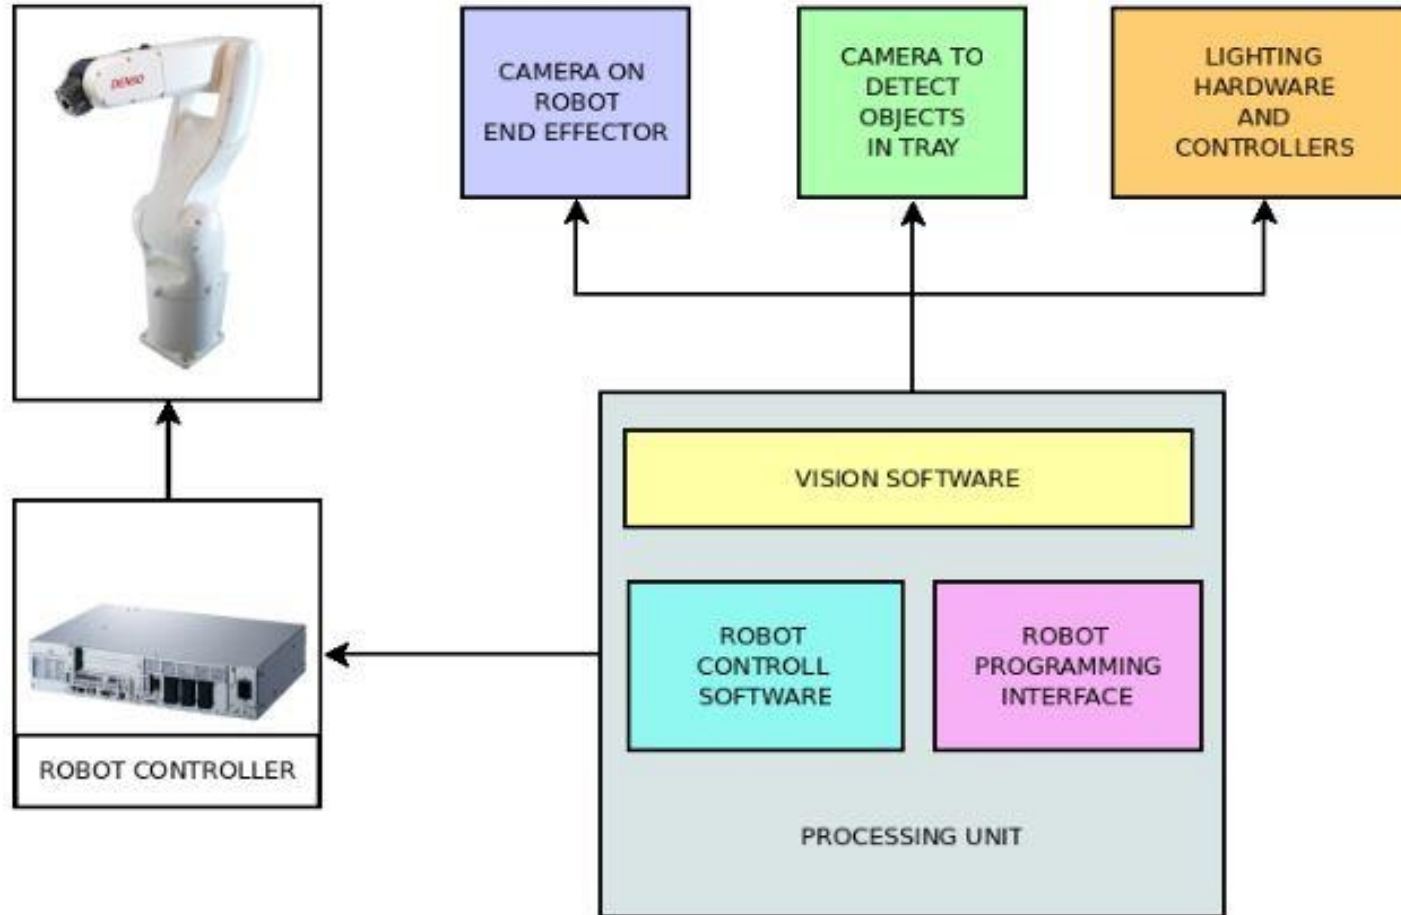 DENSO
CAMERA ON
ROBOT
END EFFECTOR
CAMERA TO
DETECT
OBJECTS
IN TRAY
LIGHTING
HARDWARE
AND
CONTROLLERS
VISION SOFTWARE
ROBOT
CONTROLL
SOFTWARE
ROBOT
PROGRAMMING
INTERFACE
ROBOT CONTROLLER
PROCESSING UNIT